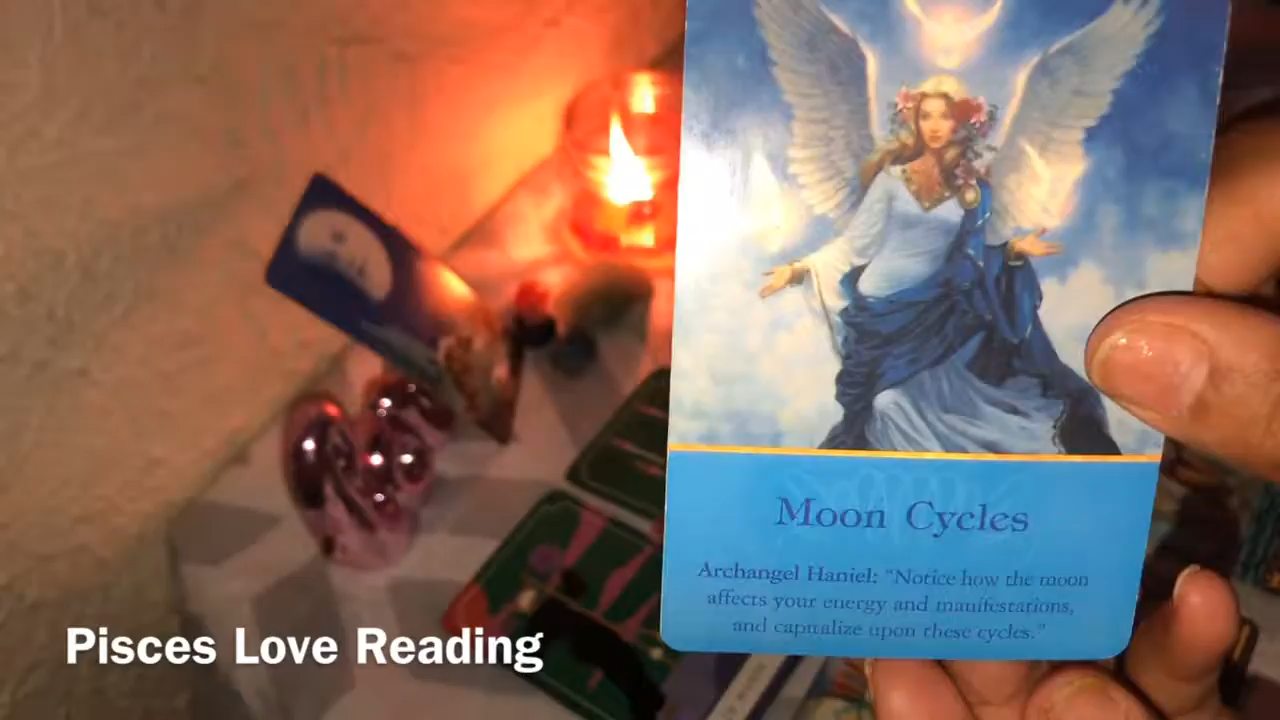 Moon Cycles
Archangel Haniel: "Notice how the moon
affects your energy and manifestations,
and capitalize upon these cycles."
Pisces Love Reading